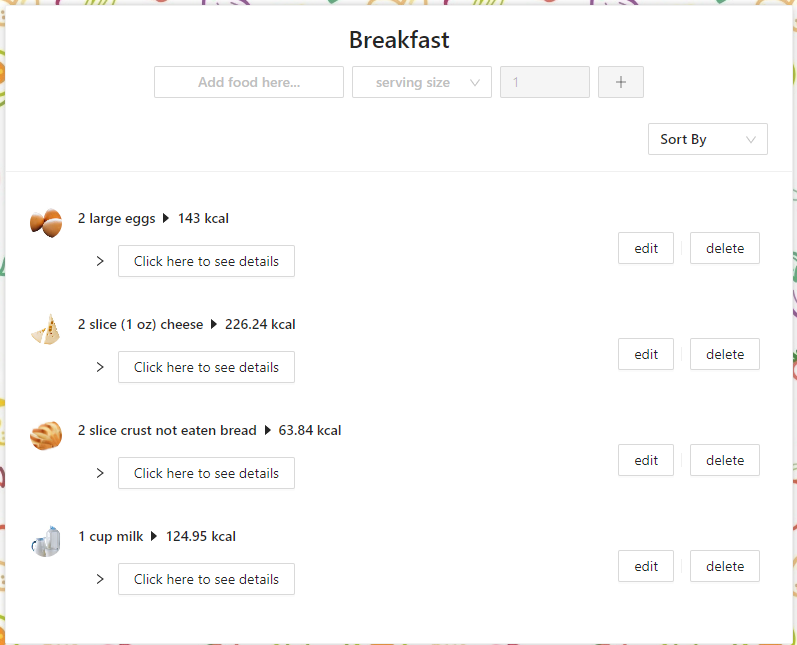 Breakfast
Add food here... serving size 1 +
Sort By
2 large eggs 143 kcal
Click here to see details edit delete
2 slice (1 oz) cheese 226.24 kcal
Click here to see details edit delete
2 slice crust not eaten bread 63.84 kcal
Click here to see details edit delete
1 cup milk 124.95 kcal
Click here to see details edit delete